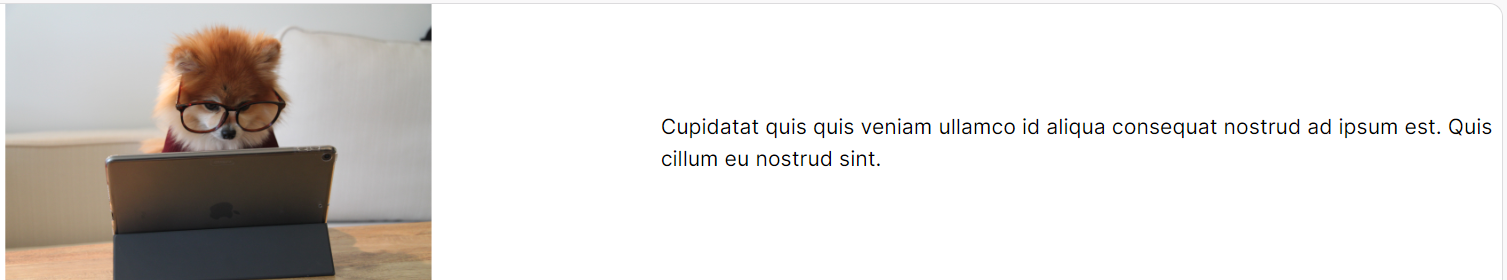 Cupidatat quis quis veniam ullamco id aliqua consequat nostrud ad ipsum est. Quis
cillum eu nostrud sint.